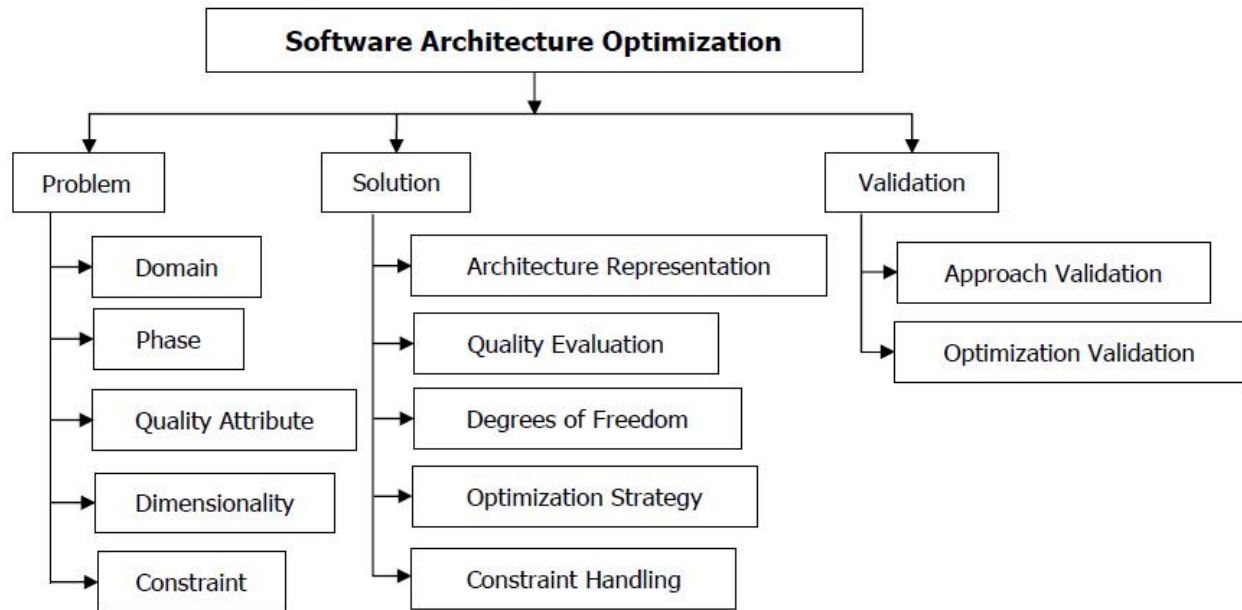 Software Architecture Optimization
Problem
Solution
Validation
Domain
Phase
Quality Attribute
Dimensionality
Constraint
Architecture Representation
Quality Evaluation
Degrees of Freedom
Optimization Strategy
Constraint Handling
Approach Validation
Optimization Validation